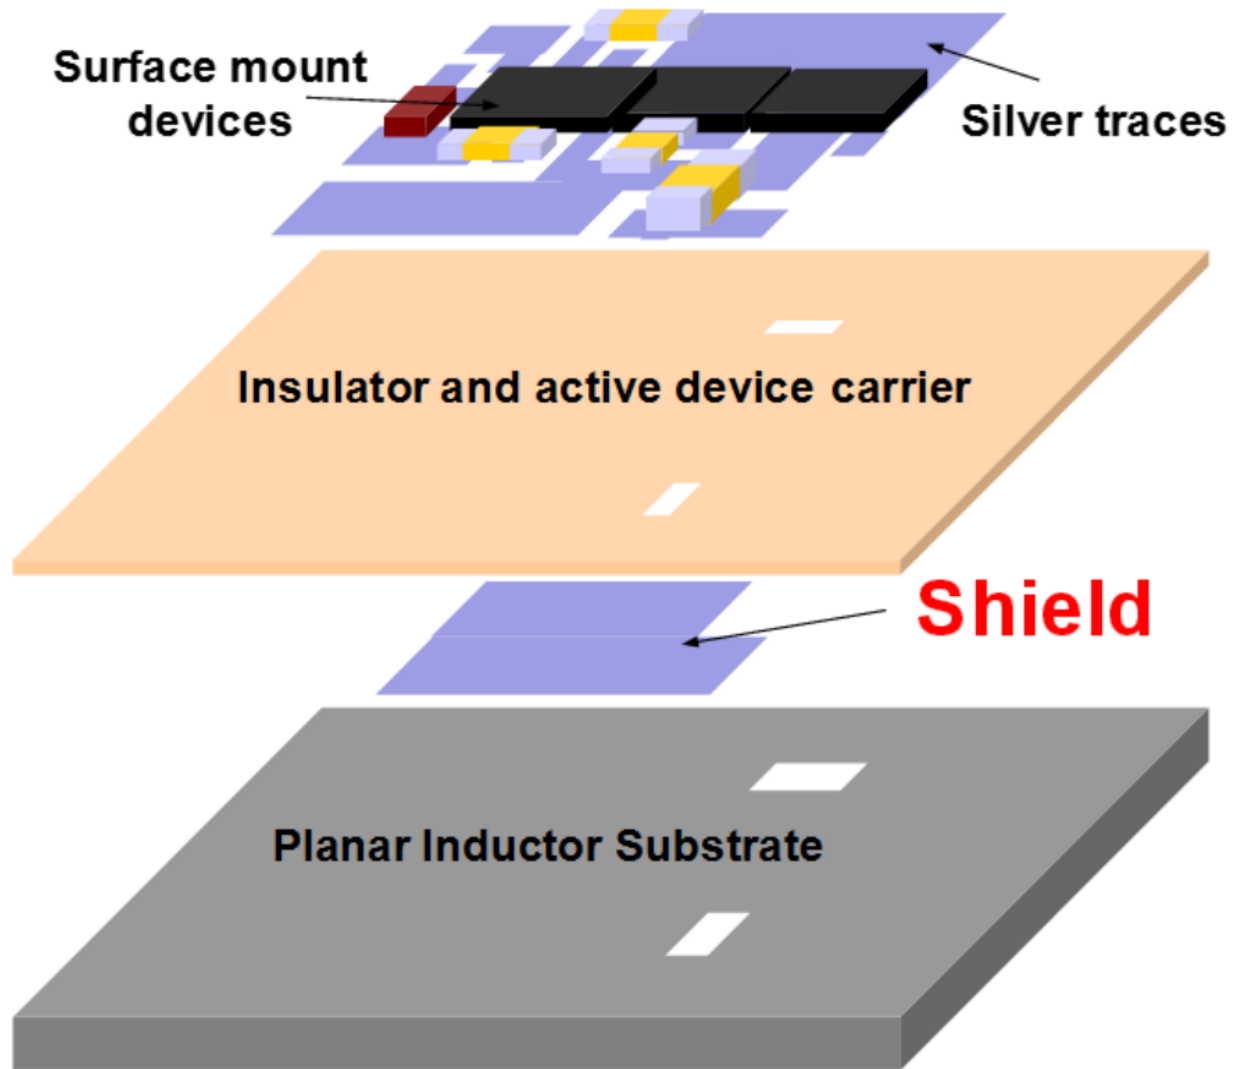 Surface mount
devices
Silver traces
Insulator and active device carrier
Shield
Planar Inductor Substrate